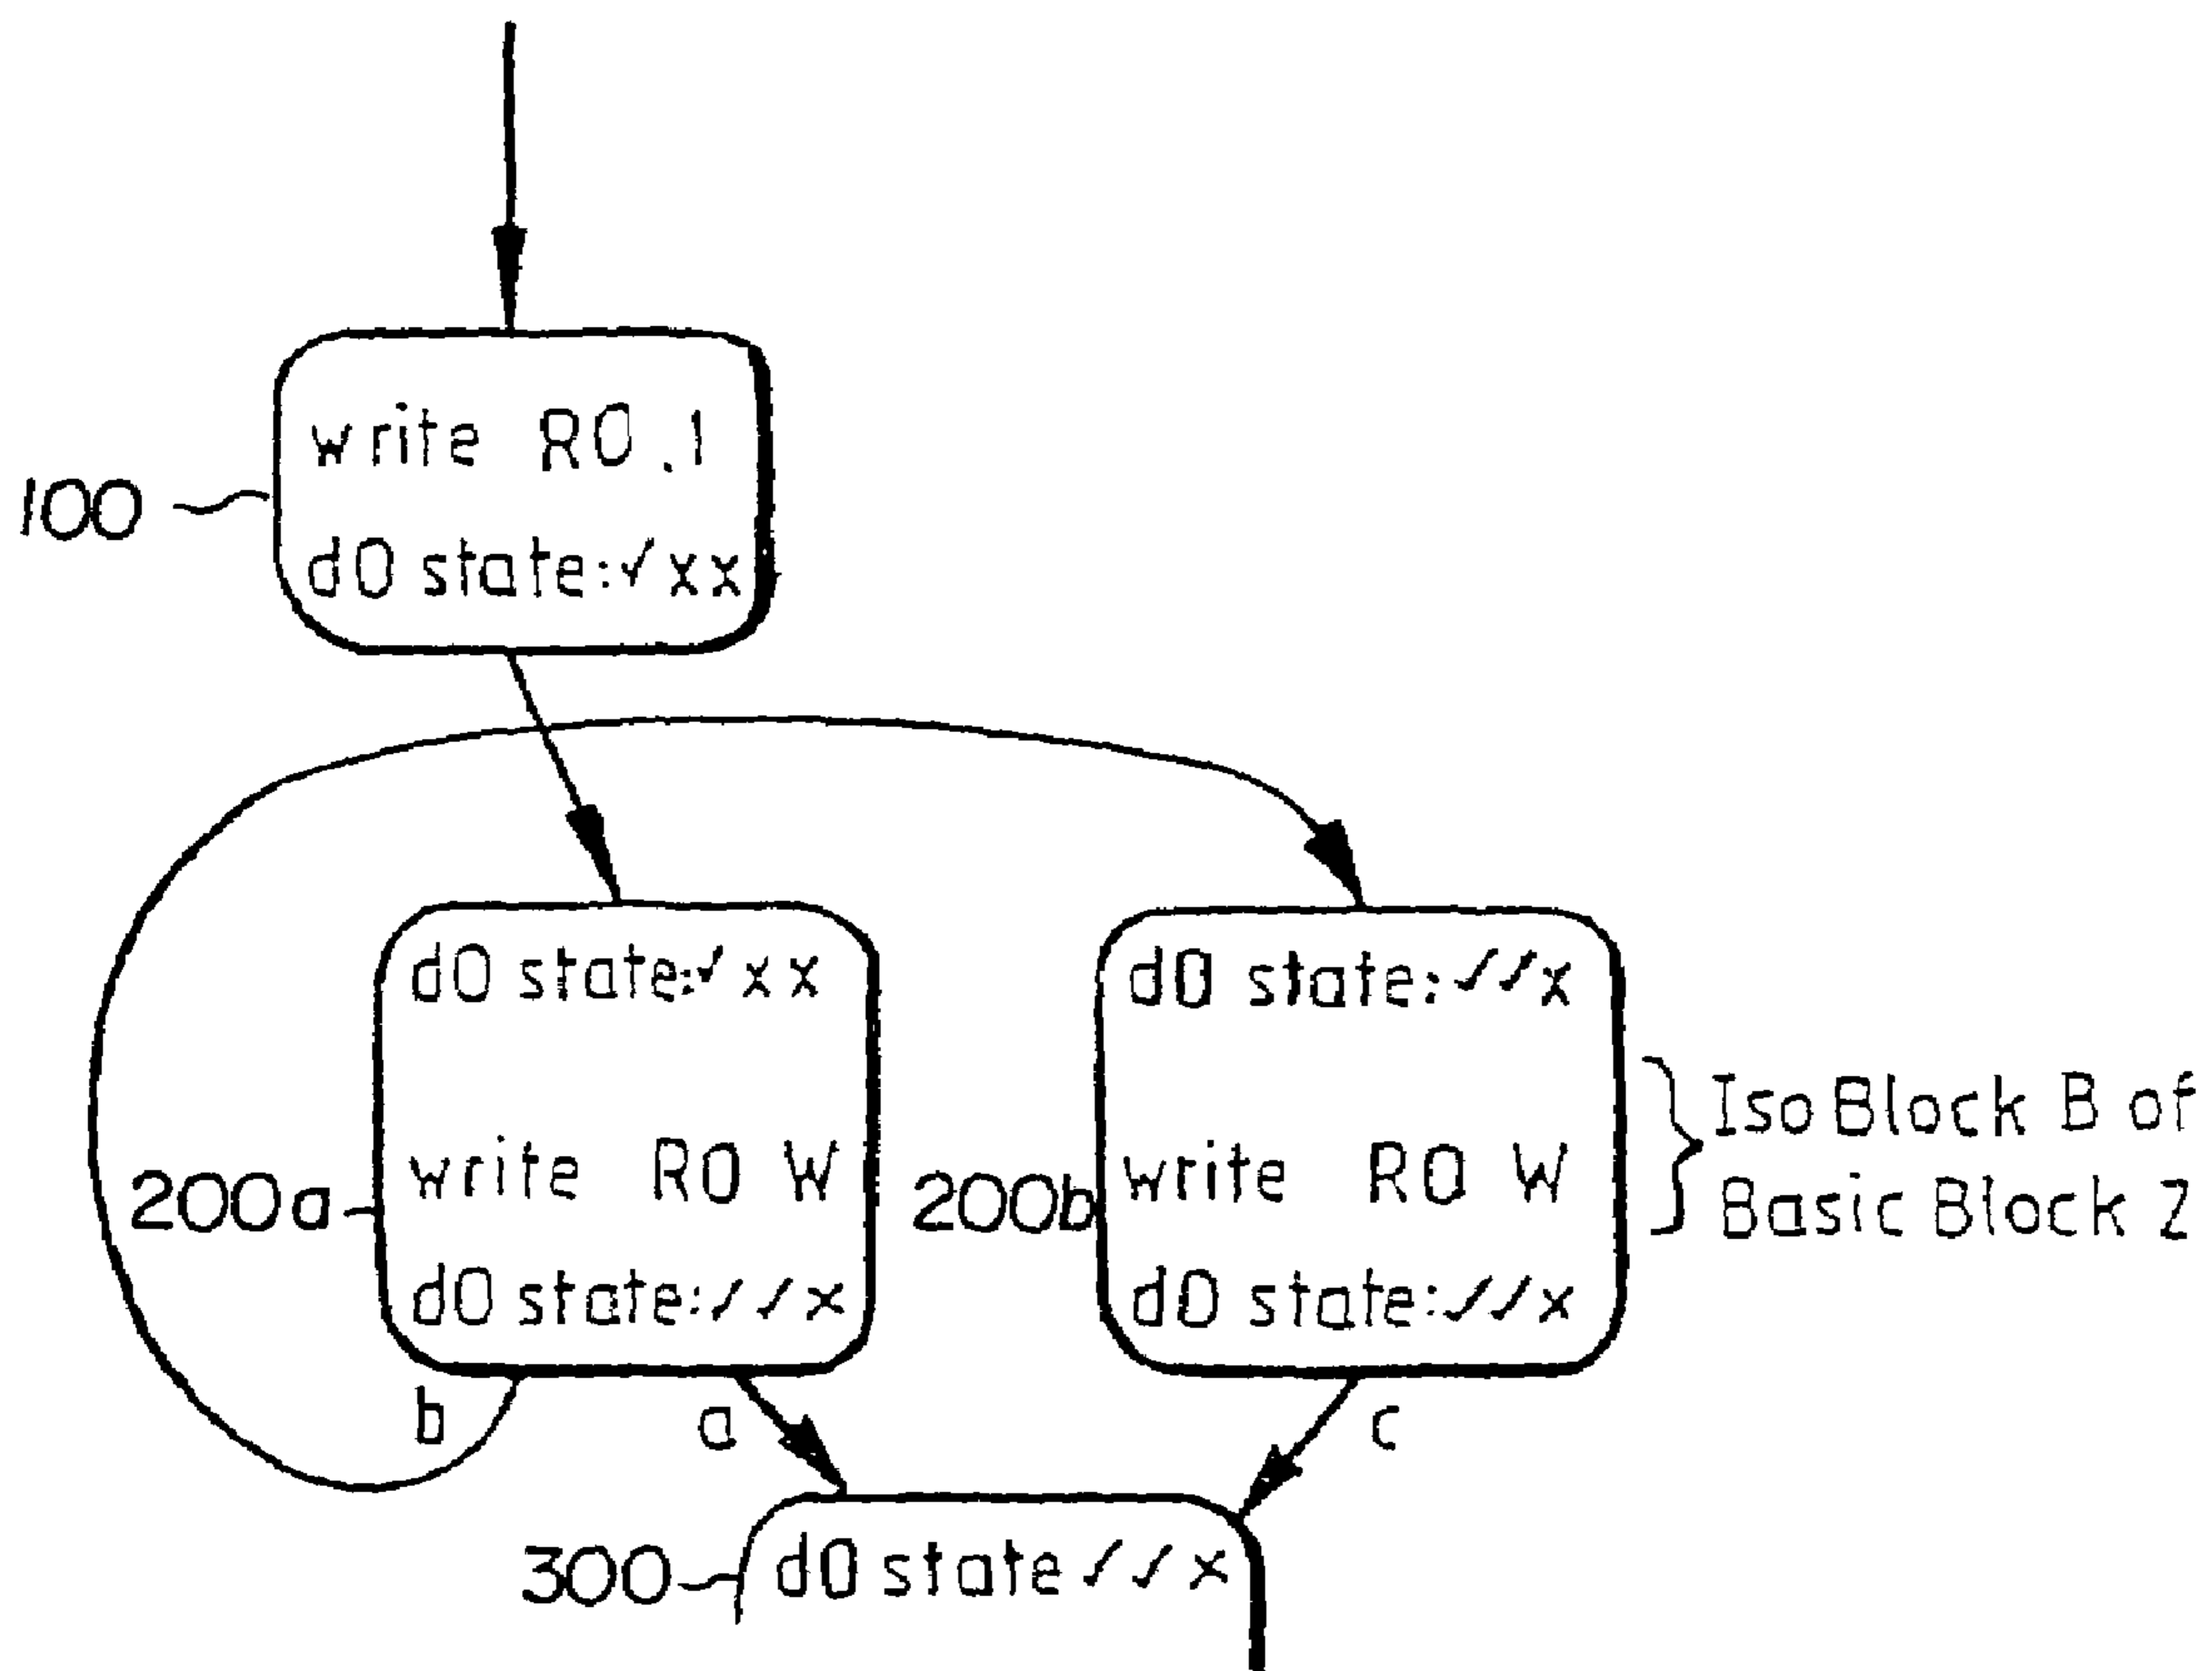 write R0.1
100
d0 state:✓xx
d0 state:✓xx
write R0 W
200a
d0 state:✓✓x
d0 state:✓✓x
write R0 W
200b
d0 state:✓✓x
Iso Block B of
Basic Block 2
b
a
c
300
d0 state ✓✓x